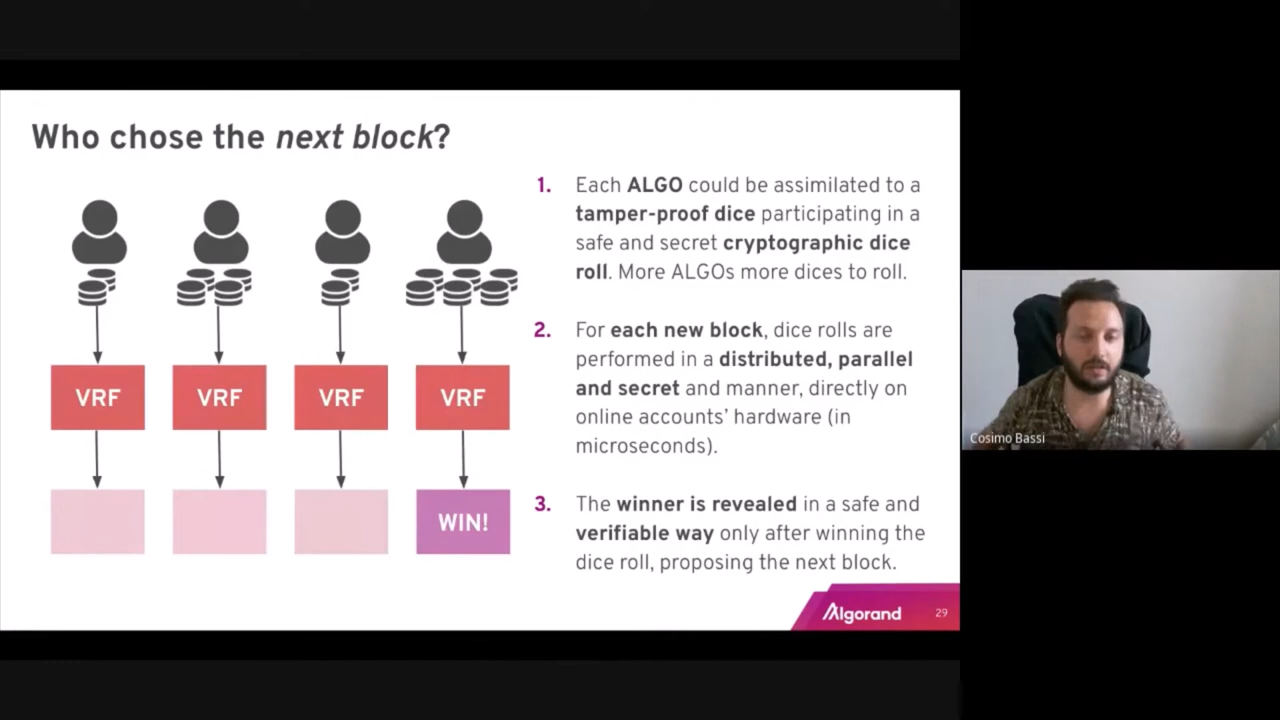 Who chose the next block?
1. Each ALGO could be assimilated to a
tamper-proof dice participating in a
safe and secret cryptographic dice
roll. More ALGOs more dices to roll.
2. For each new block, dice rolls are
performed in a distributed, parallel
and secret and manner, directly on
online accounts’ hardware (in
microseconds).
3. The winner is revealed in a safe and
verifiable way only after winning the
dice roll, proposing the next block.
VRF VRF VRF VRF
WIN!
Algorand 29
Cosimo Bassi